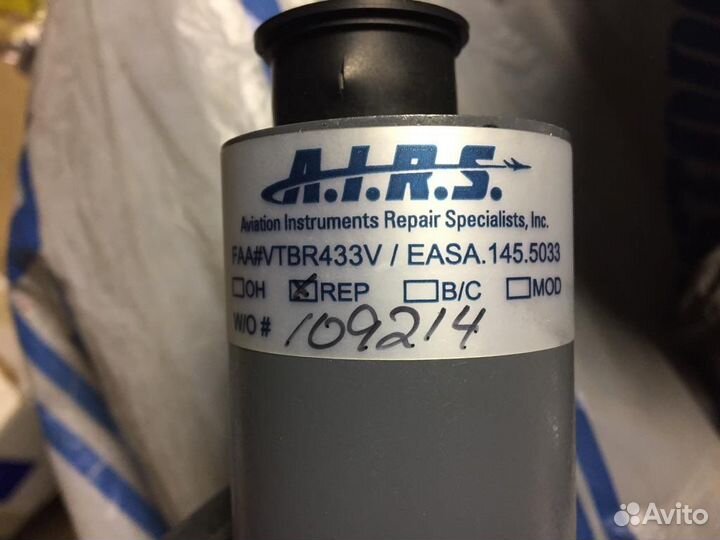 A.I.R.S.
Aviation Instruments Repair Specialists, Inc.
FAA#VTBR433V / EASA.145.5033
OH REP B/C MOD
W/O # 109214
Avito